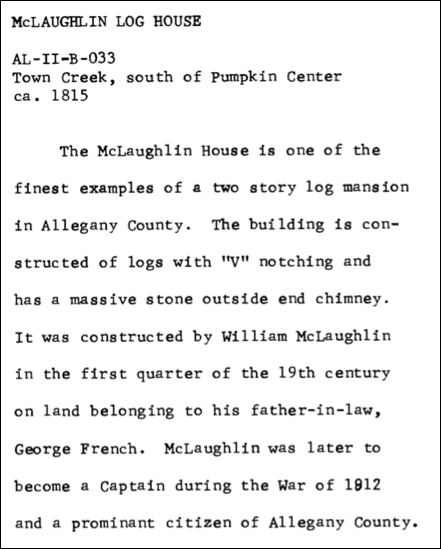 McLAUGHLIN LOG HOUSE
AL-II-B-033
Town Creek, south of Pumpkin Center
ca. 1815
The McLaughlin House is one of the
finest examples of a two story log mansion
in Allegany County. The building is con-
structed of logs with "V" notching and
has a massive stone outside end chimney.
It was constructed by William McLaughlin
in the first quarter of the 19th century
on land belonging to his father-in-law,
George French. McLaughlin was later to
become a Captain during the War of 1812
and a prominant citizen of Allegany County.